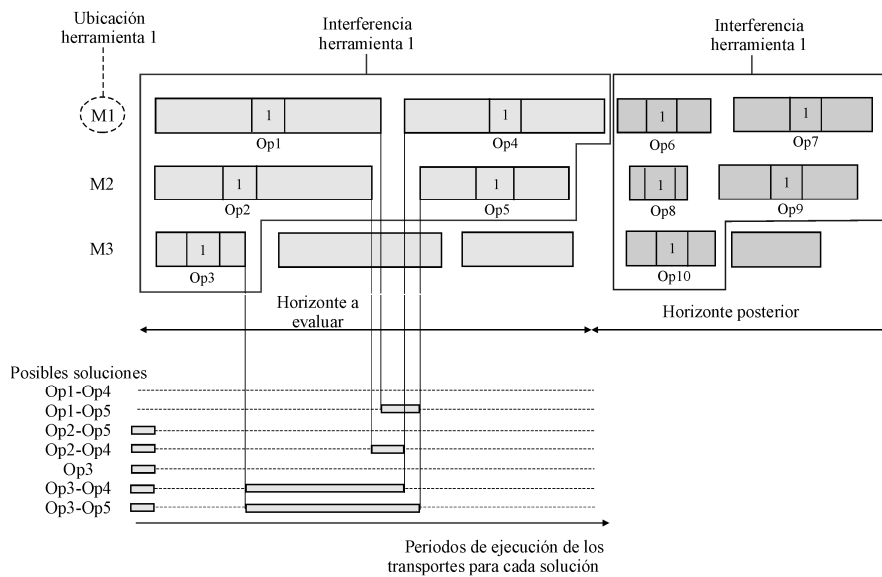 Ubicación
herramienta 1
Interferencia
herramienta 1
Interferencia
herramienta 1
M1
1
Op1
1
Op4
1
Op6
1
Op7
M2
1
Op2
1
Op5
1
Op8
1
Op9
M3
1
Op3
1
Op10
Horizonte a
evaluar
Horizonte posterior
Posibles soluciones
Op1-Op4
Op1-Op5
Op2-Op5
Op2-Op4
Op3
Op3-Op4
Op3-Op5
Periodos de ejecución de los
transportes para cada solución